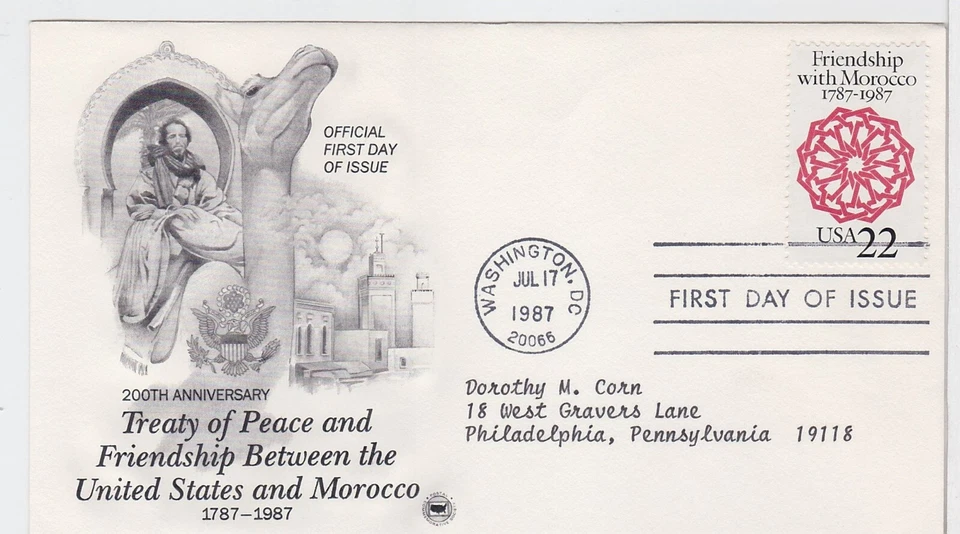 OFFICIAL
FIRST DAY
OF ISSUE
200TH ANNIVERSARY
Treaty of Peace and
Friendship Between the
United States and Morocco
1787–1987
Friendship
with Morocco
1787-1987
USA22
WASHINGTON, DC
JUL 17
1987
20066
FIRST DAY OF ISSUE
Dorothy M. Corn
18 West Gravers Lane
Philadelphia, Pennsylvania 19118